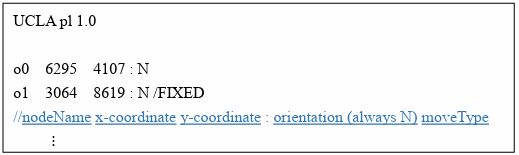 UCLA pl 1.0
o0 6295 4107 : N
o1 3064 8619 : N /FIXED
//nodeName x-coordinate y-coordinate : orientation (always N) moveType
⋮